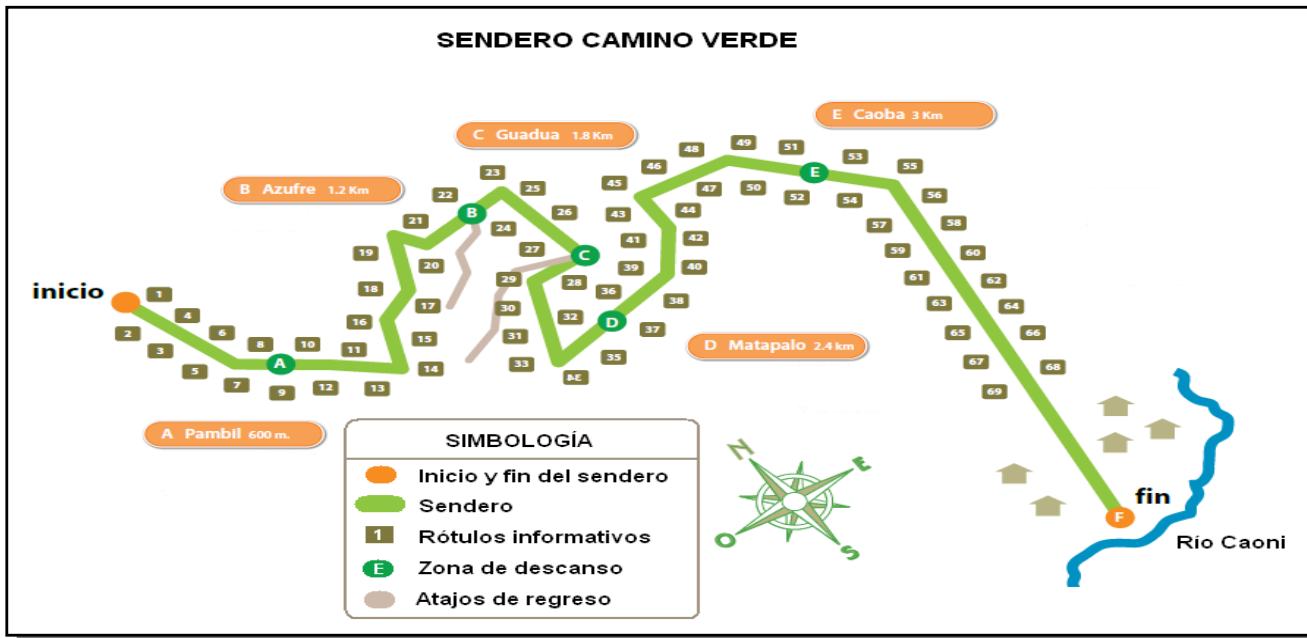 SENDERO CAMINO VERDE
E Caoba 3 Km
C Guadua 1.8 Km
B Azufre 1.2 Km
D Matapalo 2.4 km
A Pambil 600 m.
inicio
1
2
3
4
5
6
7
8
A
9
10
11
12
13
14
15
16
17
18
19
20
21
22
B
23
24
25
26
27
C
28
29
30
31
32
33
34
35
D
36
37
38
39
40
41
42
43
44
45
46
47
48
49
50
51
E
52
53
54
55
56
57
58
59
60
61
62
63
64
65
66
67
68
69
fin
F
Río Caoni
SIMBOLOGÍA
Inicio y fin del sendero
Sendero
1 Rótulos informativos
E Zona de descanso
Atajos de regreso
N
E
O
S